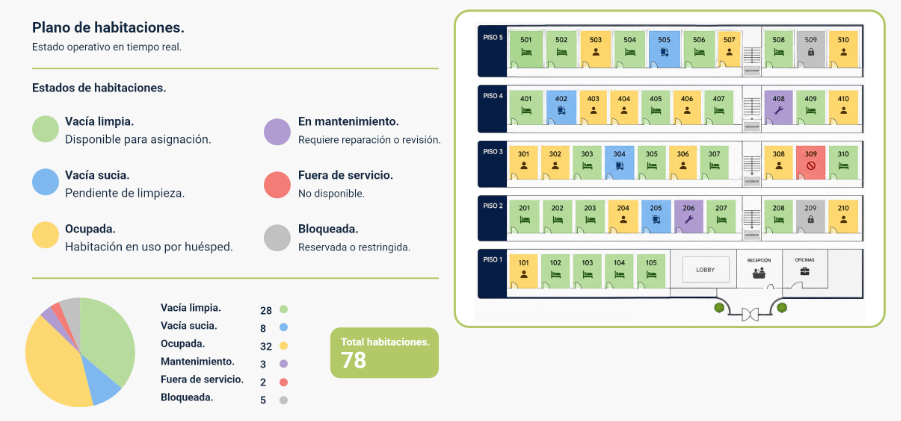 Plano de habitaciones.
Estado operativo en tiempo real.
Estados de habitaciones.
Vacía limpia.
Disponible para asignación.
Vacía sucia.
Pendiente de limpieza.
Ocupada.
Habitación en uso por huésped.
En mantenimiento.
Requiere reparación o revisión.
Fuera de servicio.
No disponible.
Bloqueada.
Reservada o restringida.
Vacía limpia. 28
Vacía sucia. 8
Ocupada. 32
Mantenimiento. 3
Fuera de servicio. 2
Bloqueada. 5
Total habitaciones.
78
PISO 5 501 502 503 504 505 506 507 508 509 510
PISO 4 401 402 403 404 405 406 407 408 409 410
PISO 3 301 302 303 304 305 306 307 308 309 310
PISO 2 201 202 203 204 205 206 207 208 209 210
PISO 1 101 102 103 104 105 LOBBY RECEPCIÓN OFICINAS